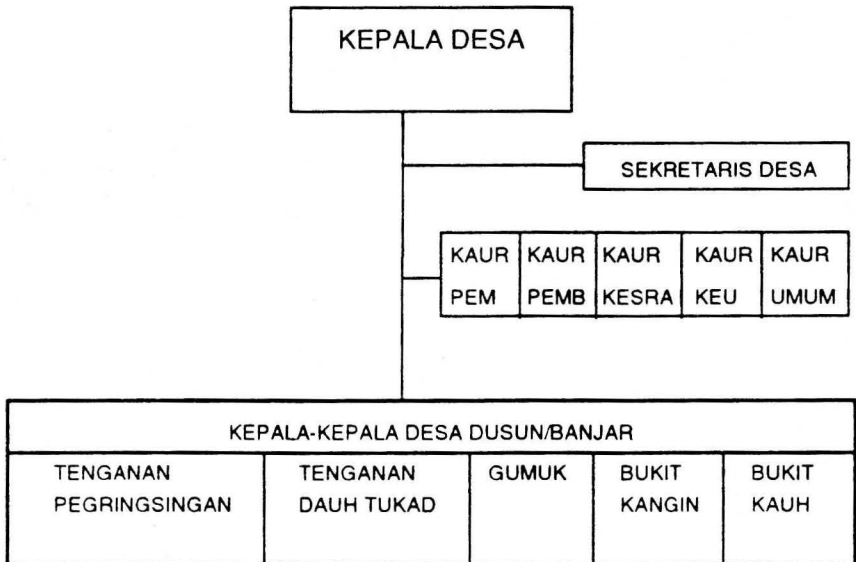 KEPALA DESA
SEKRETARIS DESA
KAUR KAUR KAUR KAUR KAUR
PEM PEMB KESRA KEU UMUM
KEPALA-KEPALA DESA DUSUN/BANJAR
TENGANAN TENGANAN GUMUK BUKIT BUKIT
PEGRINGSINGAN DAUH TUKAD KANGIN KAUH